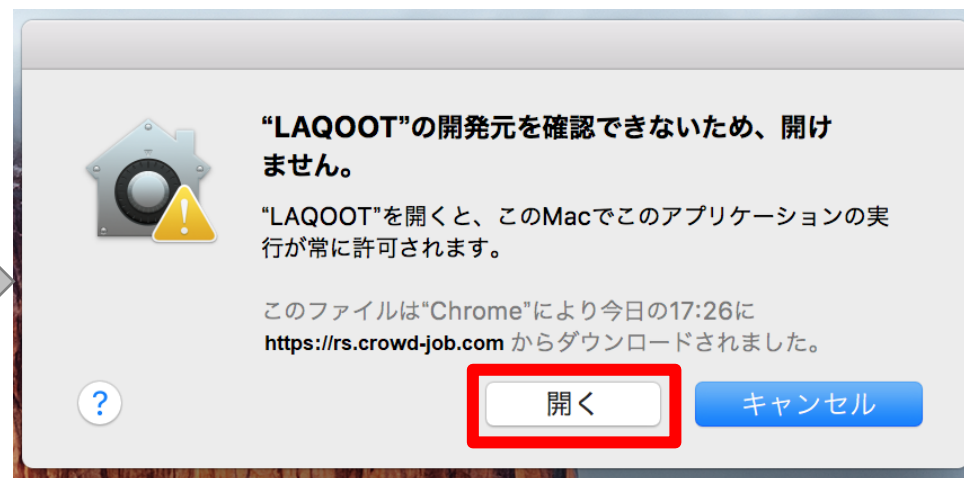 “LAQOOT”の開発元を確認できないため、開け
ません。
“LAQOOT”を開くと、このMacでこのアプリケーションの実
行が常に許可されます。
このファイルは“Chrome”により今日の17:26に
https://rs.crowd-job.com からダウンロードされました。
? 開く キャンセル